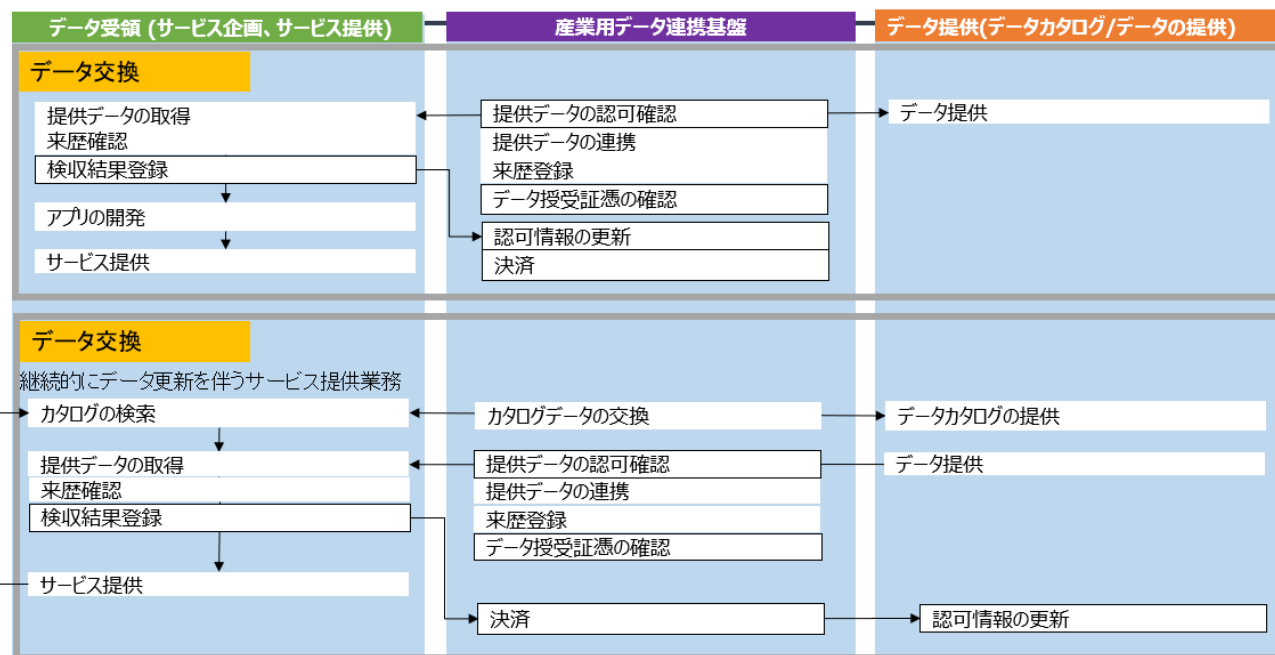 データ受領 (サービス企画、サービス提供)
産業用データ連携基盤
データ提供(データカタログ/データの提供)
データ交換
提供データの取得
来歴確認
検収結果登録
アプリの開発
サービス提供
提供データの認可確認
提供データの連携
来歴登録
データ授受証憑の確認
認可情報の更新
決済
データ提供
データ交換
継続的にデータ更新を伴うサービス提供業務
カタログの検索
提供データの取得
来歴確認
検収結果登録
サービス提供
カタログデータの交換
提供データの認可確認
提供データの連携
来歴登録
データ授受証憑の確認
決済
データカタログの提供
データ提供
認可情報の更新